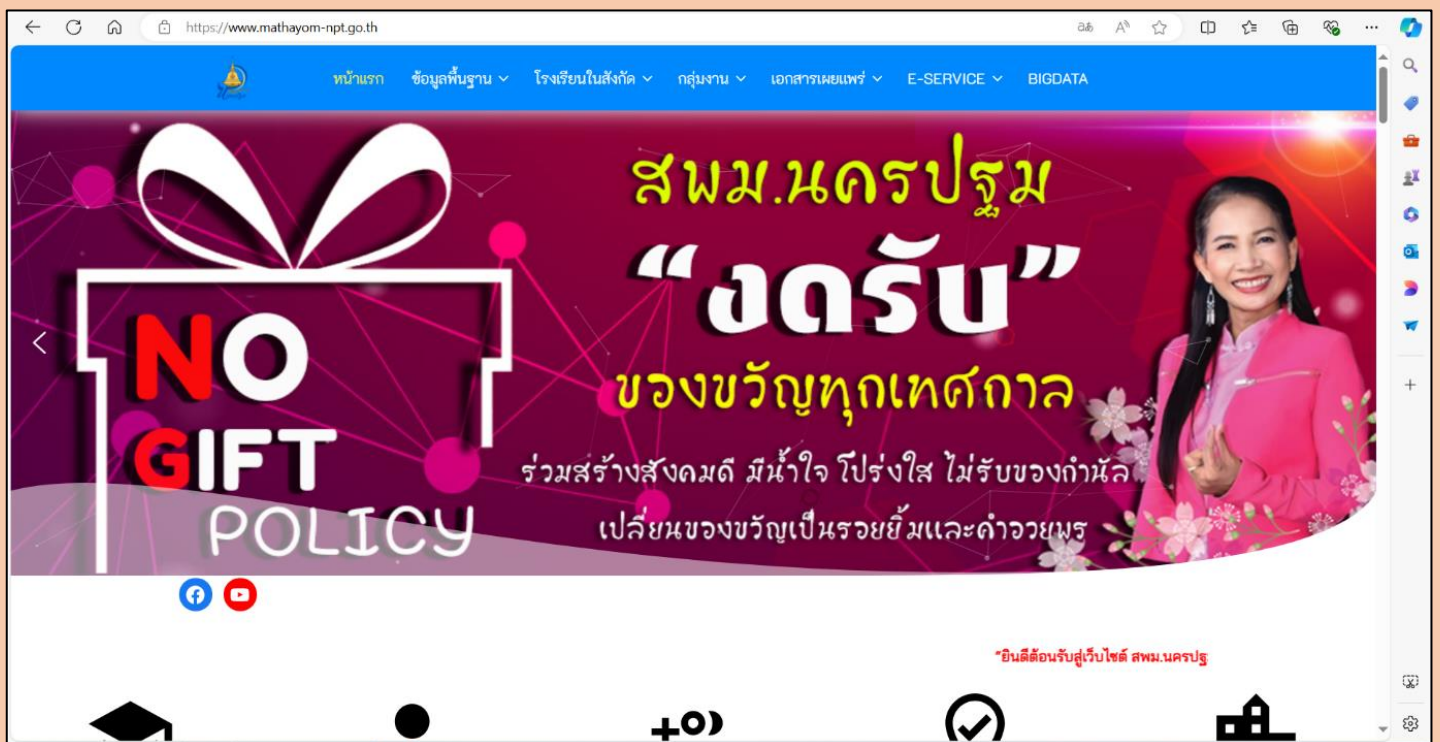 https://www.mathayom-npt.go.th
หน้าแรก ข้อมูลพื้นฐาน โรงเรียนในสังกัด กลุ่มงาน เอกสารเผยแพร่ E-SERVICE BIGDATA
สพม.นครปฐม
“งดรับ”
ของขวัญทุกเทศกาล
ร่วมสร้างสังคมดี มีน้ำใจ โปร่งใส ไม่รับของกำนัล
เปลี่ยนของขวัญเป็นรอยยิ้มและคำอวยพร
NO
GIFT
POLICY
"ยินดีต้อนรับสู่เว็บไซต์ สพม.นครปฐ